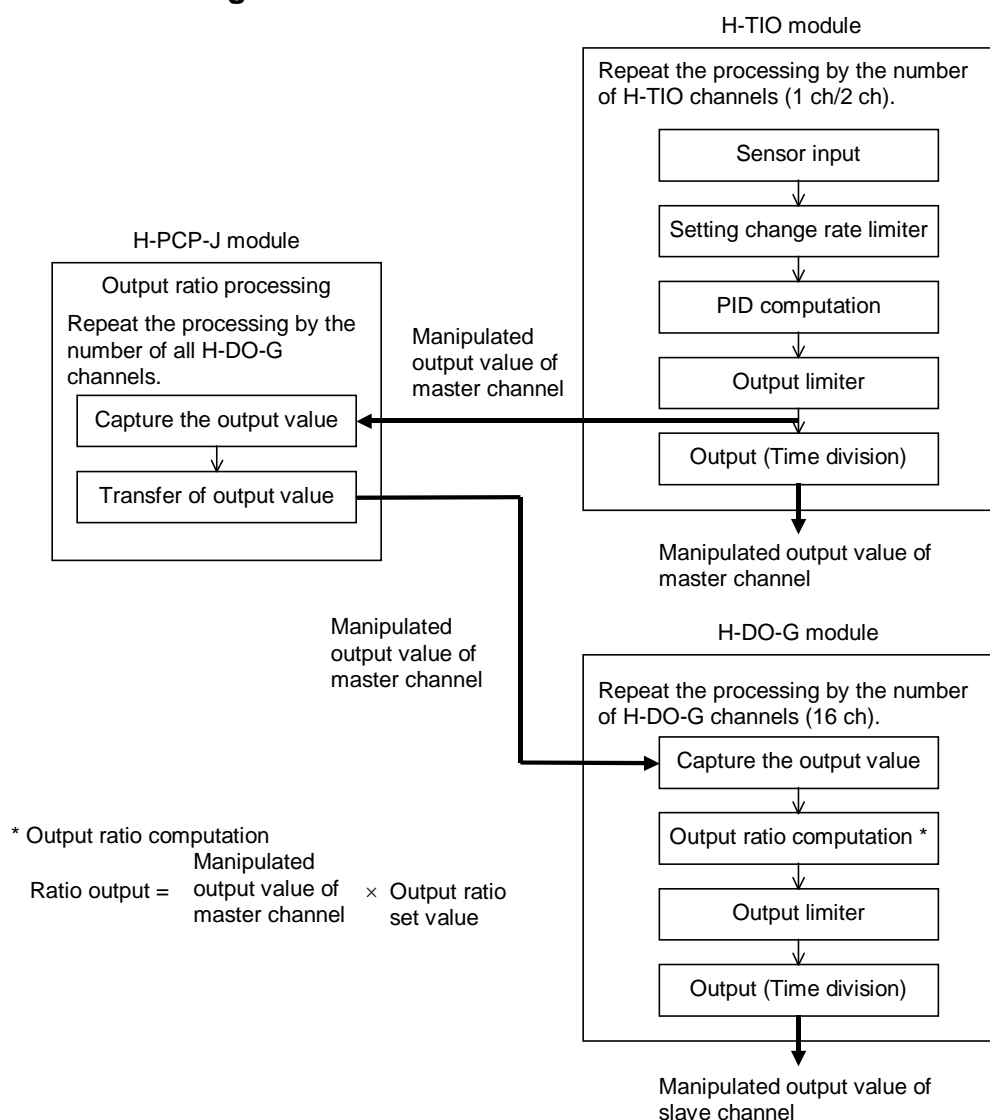 H-TIO module
Repeat the processing by the number
of H-TIO channels (1 ch/2 ch).
Sensor input
Setting change rate limiter
PID computation
Output limiter
Output (Time division)
Manipulated output value of
master channel
H-PCP-J module
Output ratio processing
Repeat the processing by the
number of all H-DO-G
channels.
Capture the output value
Transfer of output value
Manipulated
output value of
master channel
Manipulated
output value of
master channel
H-DO-G module
Repeat the processing by the number
of H-DO-G channels (16 ch).
Capture the output value
Output ratio computation *
Output limiter
Output (Time division)
Manipulated output value of
slave channel
* Output ratio computation
Ratio output = Manipulated
output value of
master channel
× Output ratio
set value